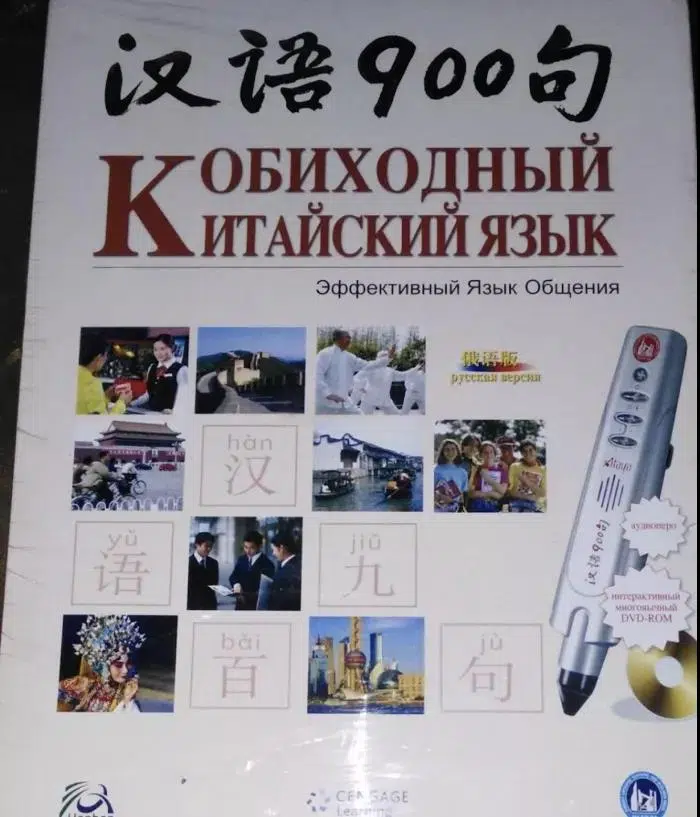 汉语900句
КОБИХОДНЫЙ
КИТАЙСКИЙ ЯЗЫК
Эффективный Язык Общения
俄语版
русская версия
hàn
汉
yǔ
语
jiǔ
九
bǎi
百
jù
句
汉语900句
аудиоперо
интерактивный
многоязычный
DVD-ROM
Hanban
CENGAGE
Learning